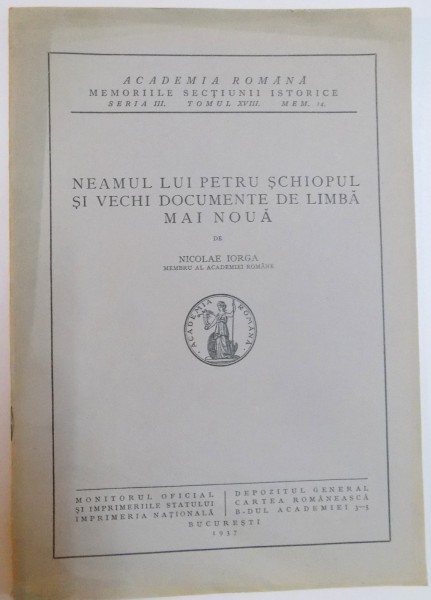 ACADEMIA ROMÂNĂ
MEMORIILE SECȚIUNII ISTORICE
SERIA III. TOMUL XVIII. MEM. 14.
NEAMUL LUI PETRU ȘCHIOPUL
ȘI VECHI DOCUMENTE DE LIMBĂ
MAI NOUĂ
DE
NICOLAE IORGA
MEMBRU AL ACADEMIEI ROMÂNE
ACADEMIA ROMÂNĂ
MONITORUL OFICIAL
ȘI IMPRIMERIILE STATULUI
IMPRIMERIA NAȚIONALĂ
DEPOZITUL GENERAL
CARTEA ROMÂNEASCĂ
B-DUL ACADEMIEI 3–5
BUCUREȘTI
1937